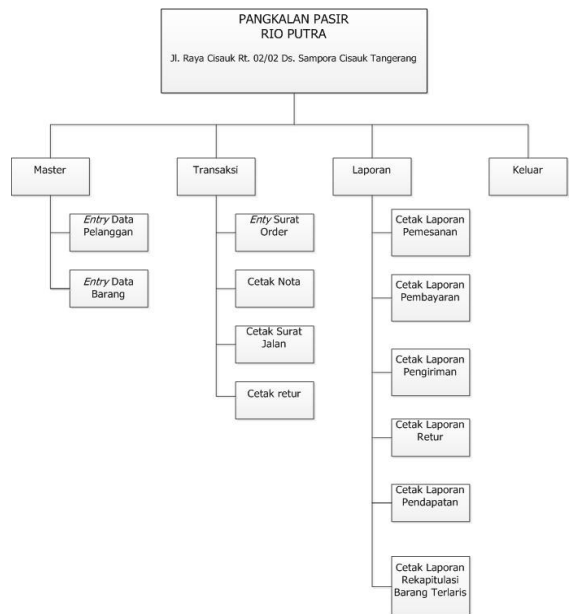 PANGKALAN PASIR
RIO PUTRA
Jl. Raya Cisauk Rt. 02/02 Ds. Sampora Cisauk Tangerang
Master
Transaksi
Laporan
Keluar
Entry Data
Pelanggan
Entry Data
Barang
Enty Surat
Order
Cetak Nota
Cetak Surat
Jalan
Cetak retur
Cetak Laporan
Pemesanan
Cetak Laporan
Pembayaran
Cetak Laporan
Pengiriman
Cetak Laporan
Retur
Cetak Laporan
Pendapatan
Cetak Laporan
Rekapitulasi
Barang Terlaris